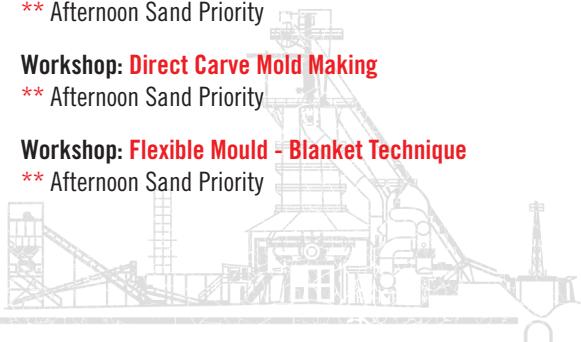 ** Afternoon Sand Priority
Workshop: Direct Carve Mold Making
** Afternoon Sand Priority
Workshop: Flexible Mould - Blanket Technique
** Afternoon Sand Priority